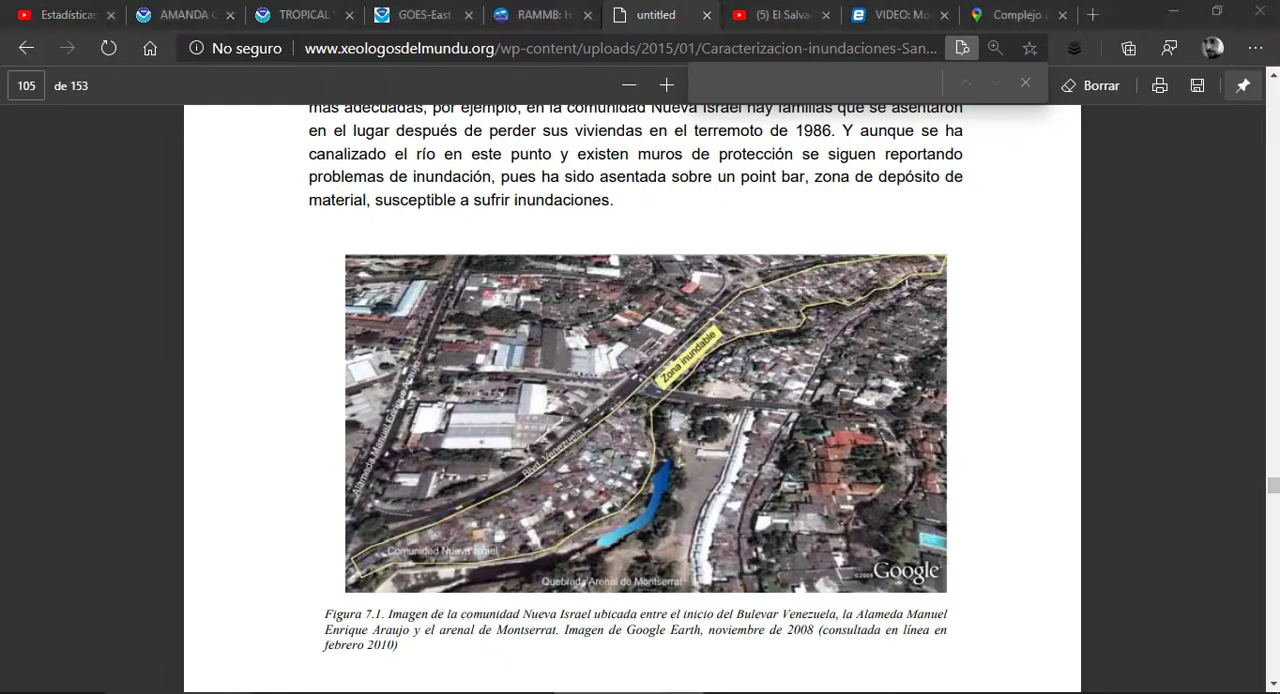 Estadísticas
AMANDA
TROPICAL
GOES-East
RAMMB: H
untitled
(5) El Salva
VIDEO: Mo
Complejo
No seguro
www.xeologosdelmundo.org/wp-content/uploads/2015/01/Caracterizacion-inundaciones-San...
105 de 153
Borrar
más adecuadas, por ejemplo, en la comunidad Nueva Israel hay familias que se asentaron
en el lugar después de perder sus viviendas en el terremoto de 1986. Y aunque se ha
canalizado el río en este punto y existen muros de protección se siguen reportando
problemas de inundación, pues ha sido asentada sobre un point bar, zona de depósito de
material, susceptible a sufrir inundaciones.
Zona inundable
Alameda Manuel Enrique Araujo
Blvd. Venezuela
Comunidad Nueva Israel
Quebrada Arenal de Montserrat
©2009 Google
Figura 7.1. Imagen de la comunidad Nueva Israel ubicada entre el inicio del Bulevar Venezuela, la Alameda Manuel
Enrique Araujo y el arenal de Montserrat. Imagen de Google Earth, noviembre de 2008 (consultada en línea en
febrero 2010)